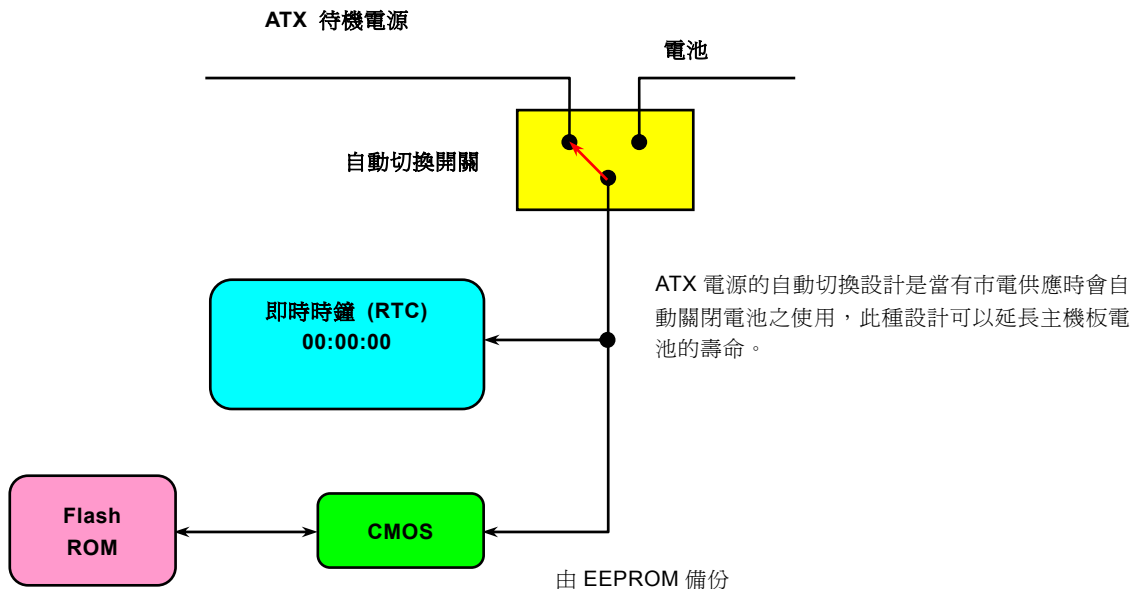 ATX 待機電源
電池
自動切換開關
即時時鐘 (RTC)
00:00:00
ATX 電源的自動切換設計是當有市電供應時會自
動關閉電池之使用，此種設計可以延長主機板電
池的壽命。
Flash
ROM
CMOS
由 EEPROM 備份